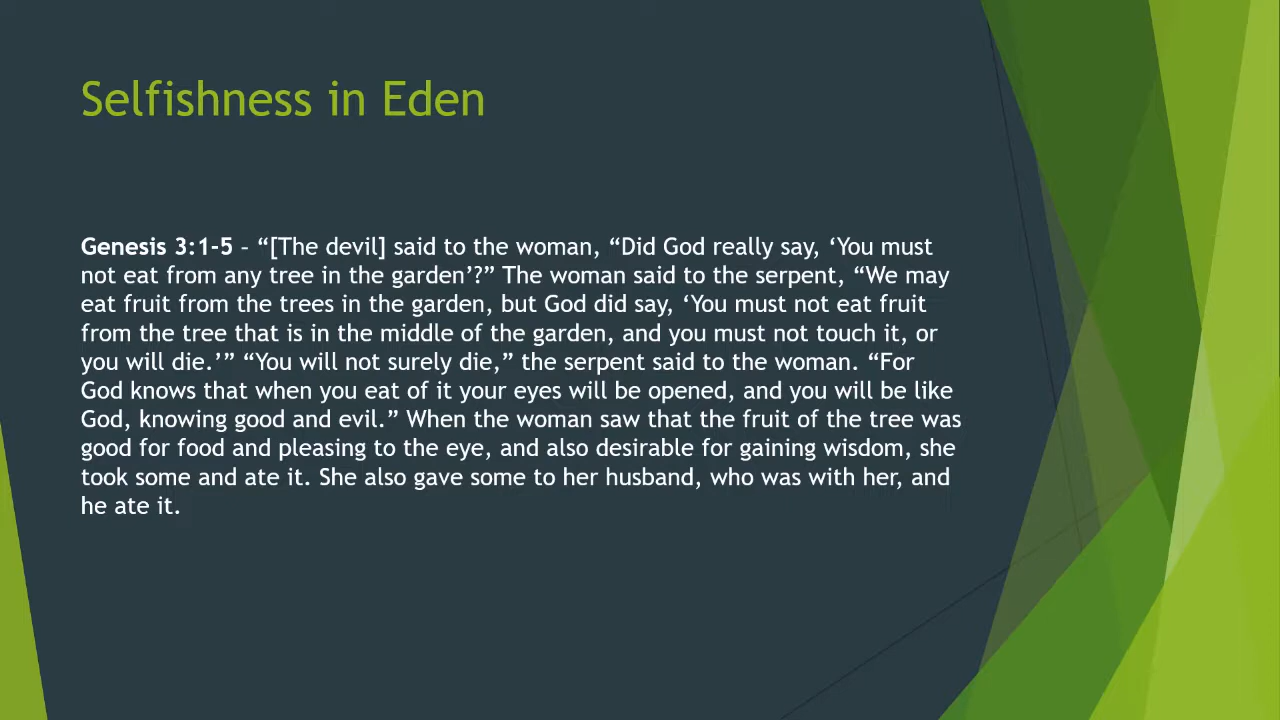 Selfishness in Eden
Genesis 3:1-5 – “[The devil] said to the woman, “Did God really say, ‘You must
not eat from any tree in the garden’?” The woman said to the serpent, “We may
eat fruit from the trees in the garden, but God did say, ‘You must not eat fruit
from the tree that is in the middle of the garden, and you must not touch it, or
you will die.’” “You will not surely die,” the serpent said to the woman. “For
God knows that when you eat of it your eyes will be opened, and you will be like
God, knowing good and evil.” When the woman saw that the fruit of the tree was
good for food and pleasing to the eye, and also desirable for gaining wisdom, she
took some and ate it. She also gave some to her husband, who was with her, and
he ate it.